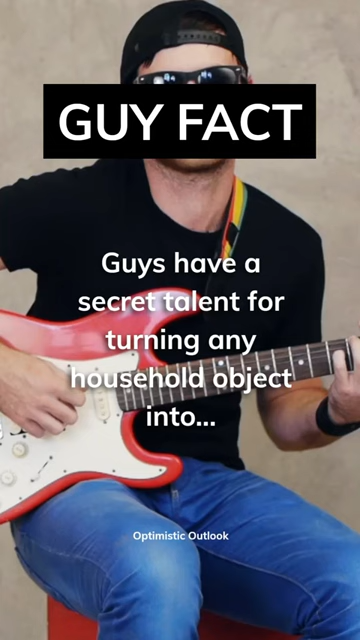 GUY FACT
Guys have a
secret talent for
turning any
household object
into...
Optimistic Outlook